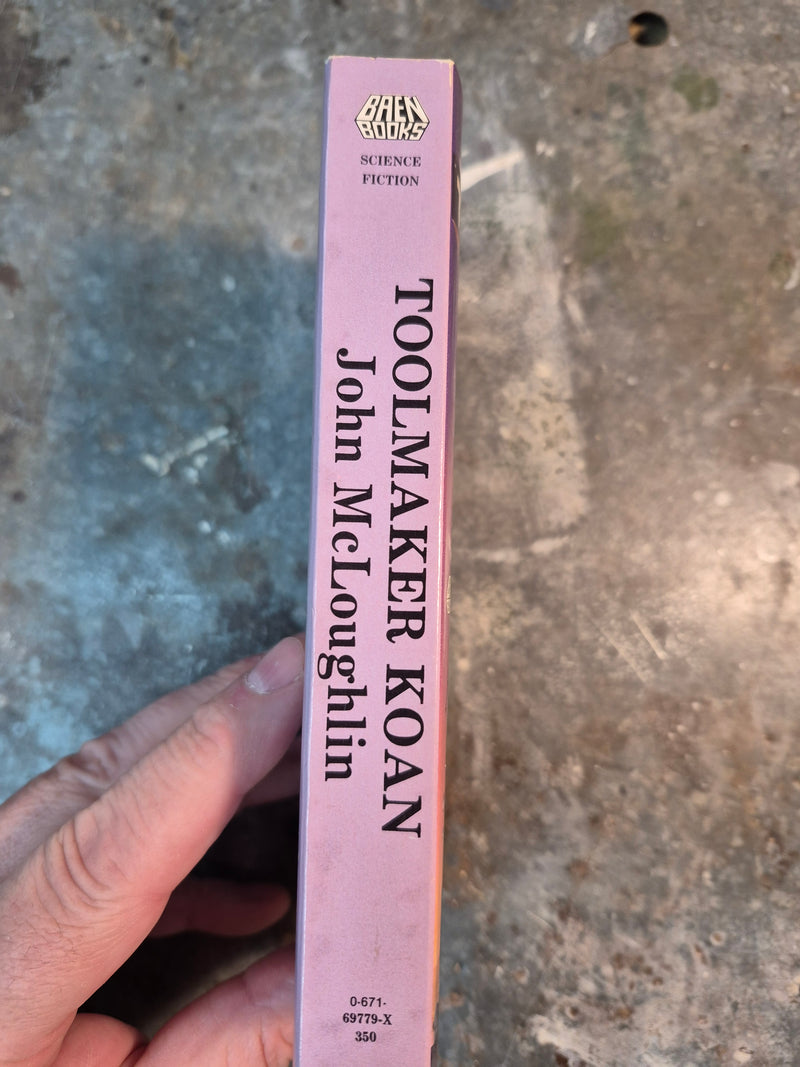 BAEN
BOOKS
SCIENCE
FICTION
TOOLMAKER KOAN
John McLoughlin
0-671-
69779-X
350